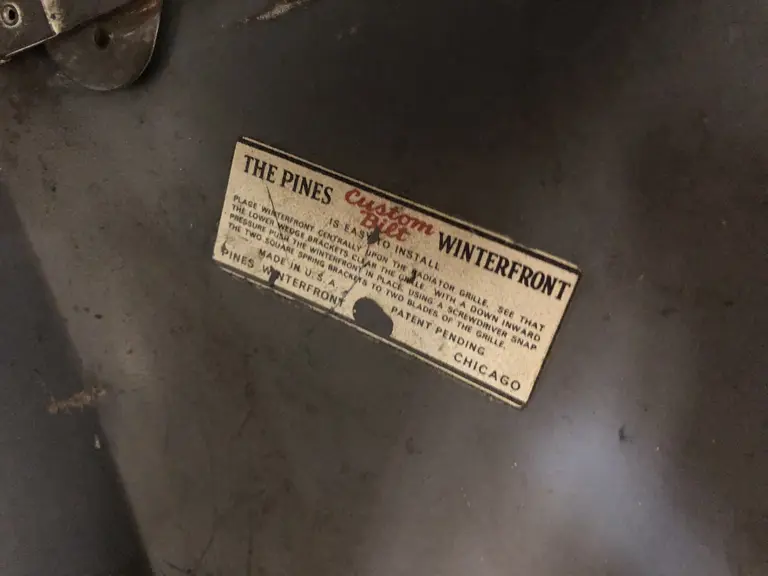 THE PINES Custom Bilt WINTERFRONT
IS EASY TO INSTALL
PLACE WINTERFRONT CENTRALLY UPON THE RADIATOR GRILLE. SEE THAT
THE LOWER WEDGE BRACKETS CLEAR THE GRILLE. WITH A DOWN INWARD
PRESSURE PUSH THE WINTERFRONT IN PLACE. USING A SCREWDRIVER SNAP
THE TWO SQUARE SPRING BRACKETS TO TWO BLADES OF THE GRILLE.
MADE IN U.S.A. PATENT PENDING
PINES WINTERFRONT CHICAGO